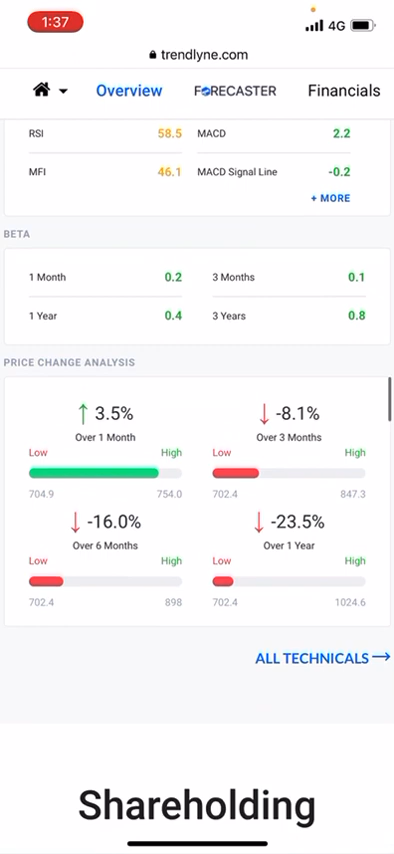 1:37
4G
trendlyne.com
Overview FORECASTER Financials
RSI 58.5 MACD 2.2
MFI 46.1 MACD Signal Line -0.2
+ MORE
BETA
1 Month 0.2 3 Months 0.1
1 Year 0.4 3 Years 0.8
PRICE CHANGE ANALYSIS
↑ 3.5% ↓ -8.1%
Over 1 Month Over 3 Months
Low High Low High
704.9 754.0 702.4 847.3
↓ -16.0% ↓ -23.5%
Over 6 Months Over 1 Year
Low High Low High
702.4 898 702.4 1024.6
ALL TECHNICALS →
Shareholding